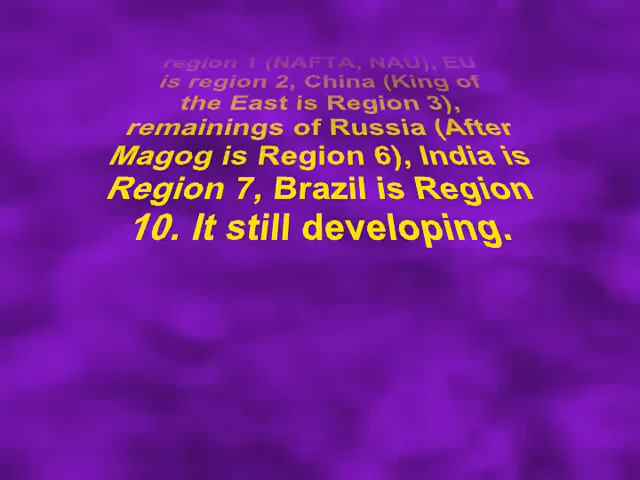 region 1 (NAFTA, NAU), EU
is region 2, China (King of
the East is Region 3),
remainings of Russia (After
Magog is Region 6), India is
Region 7, Brazil is Region
10. It still developing.